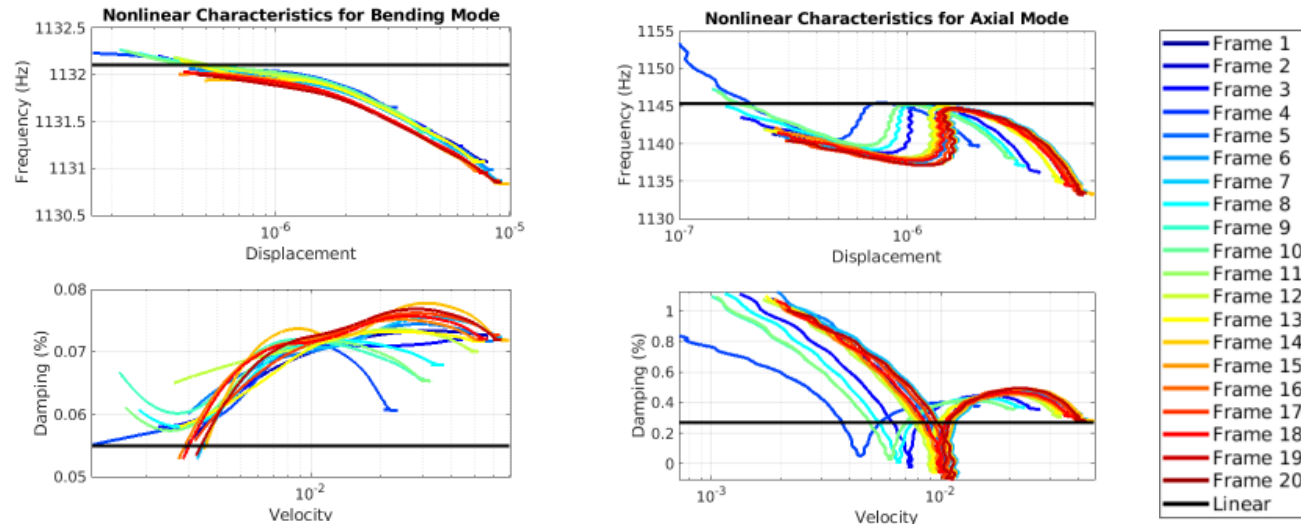 Nonlinear Characteristics for Bending Mode
1132.5
1132
1131.5
1131
1130.5
Frequency (Hz)
10-6
10-5
Displacement
0.08
0.07
0.06
0.05
Damping (%)
10-2
Velocity
Nonlinear Characteristics for Axial Mode
1155
1150
1145
1140
1135
1130
Frequency (Hz)
10-7
10-6
Displacement
1
0.8
0.6
0.4
0.2
0
Damping (%)
10-3
10-2
Velocity
Frame 1
Frame 2
Frame 3
Frame 4
Frame 5
Frame 6
Frame 7
Frame 8
Frame 9
Frame 10
Frame 11
Frame 12
Frame 13
Frame 14
Frame 15
Frame 16
Frame 17
Frame 18
Frame 19
Frame 20
Linear